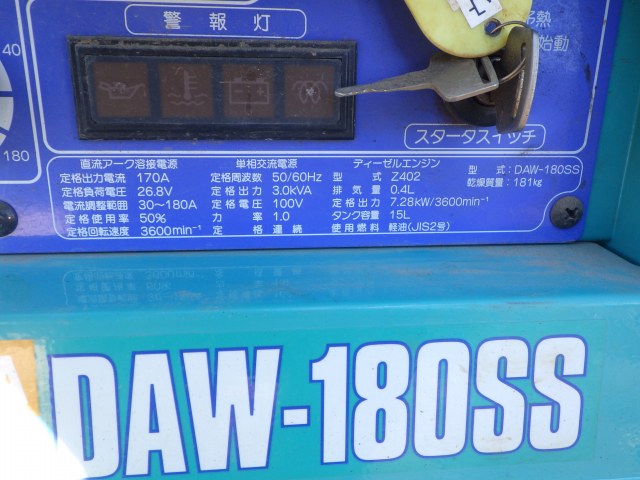 警報灯
予熱
始動
40
180
スタータスイッチ
直流アーク溶接電源
定格出力電流 170A
定格負荷電圧 26.8V
電流調整範囲 30〜180A
定格使用率 50%
定格回転速度 3600min⁻¹
単相交流電源
定格周波数 50/60Hz
定格出力 3.0kVA
定格電圧 100V
力率 1.0
定格 連続
ディーゼルエンジン
型式 Z402
排気量 0.4L
定格出力 7.28kW/3600min⁻¹
タンク容量 15L
使用燃料 軽油(JIS2号)
型式:DAW-180SS
乾燥質量:181kg
DAW-180SS